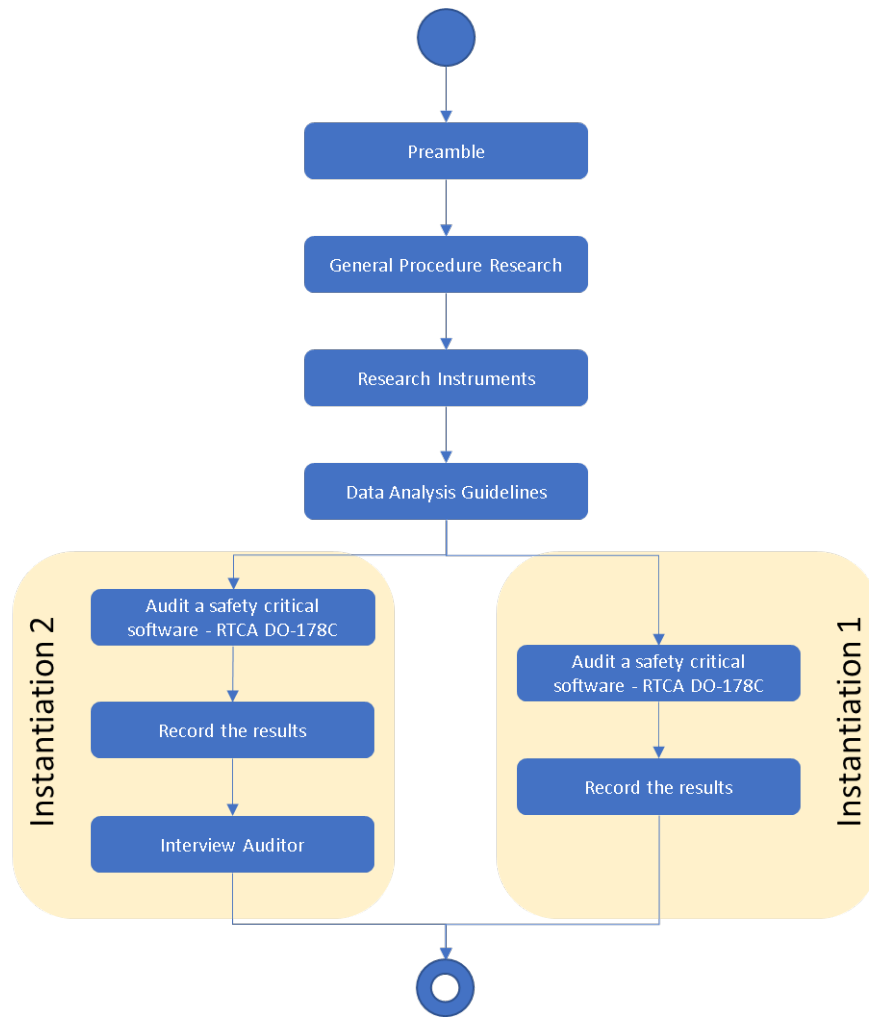 Preamble
General Procedure Research
Research Instruments
Data Analysis Guidelines
Instantiation 2
Audit a safety critical
software - RTCA DO-178C
Record the results
Interview Auditor
Audit a safety critical
software - RTCA DO-178C
Record the results
Instantiation 1